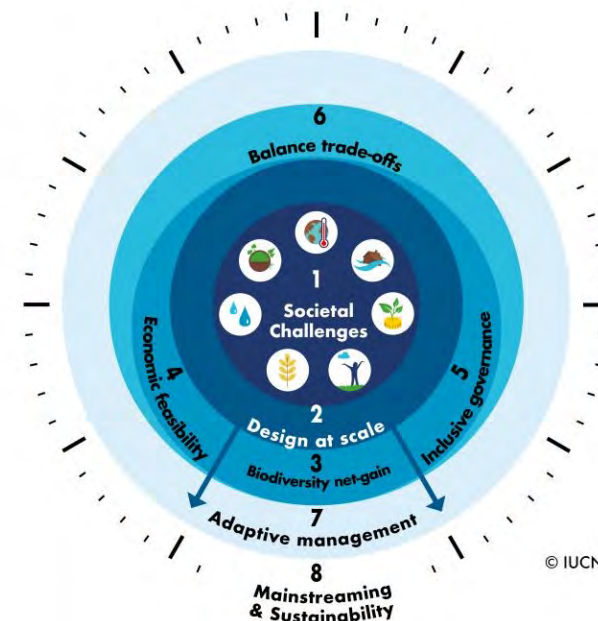 6
Balance trade-offs
1
Societal
Challenges
4
Economic feasibility
5
Inclusive governance
2
Design at scale
3
Biodiversity net-gain
7
Adaptive management
8
Mainstreaming
& Sustainability
© IUCN